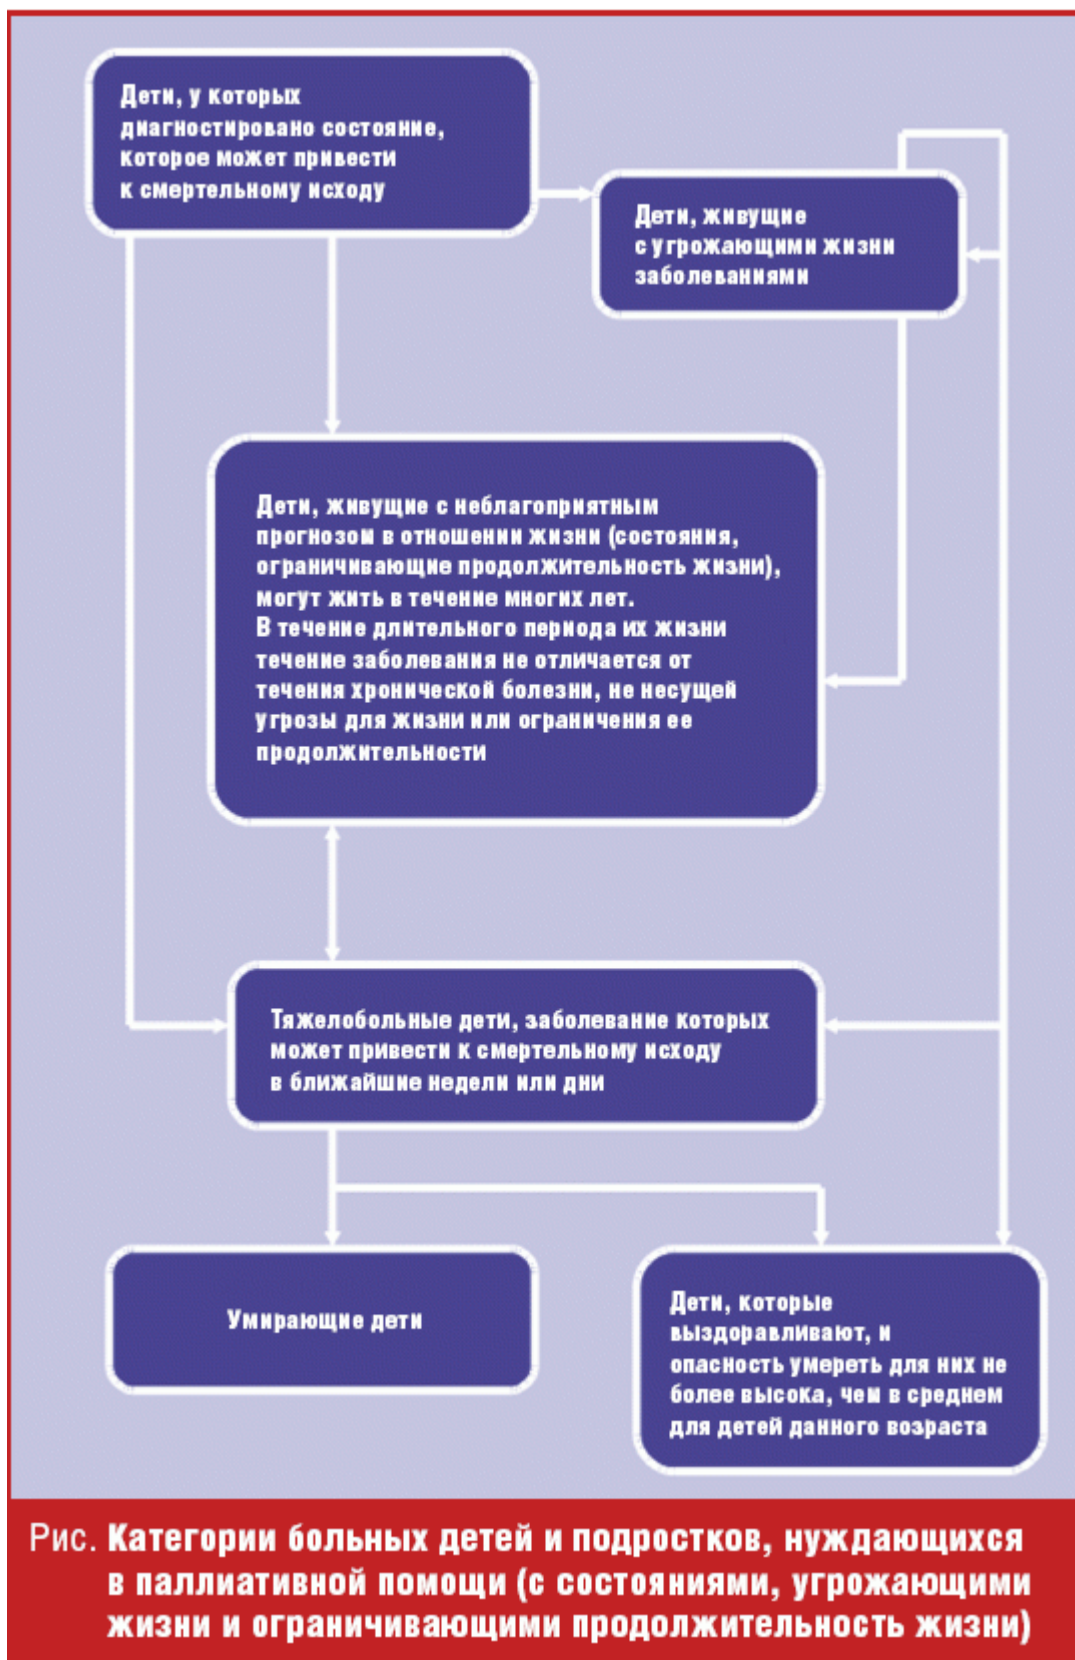 Дети, у которых
диагностировано состояние,
которое может привести
к смертельному исходу
Дети, живущие
с угрожающими жизни
заболеваниями
Дети, живущие с неблагоприятным
прогнозом в отношении жизни (состояния,
ограничивающие продолжительность жизни),
могут жить в течение многих лет.
В течение длительного периода их жизни
течение заболевания не отличается от
течения хронической болезни, не несущей
угрозы для жизни или ограничения ее
продолжительности
Тяжелобольные дети, заболевание которых
может привести к смертельному исходу
в ближайшие недели или дни
Умирающие дети
Дети, которые
выздоравливают, и
опасность умереть для них не
более высока, чем в среднем
для детей данного возраста
Рис. Категории больных детей и подростков, нуждающихся
в паллиативной помощи (с состояниями, угрожающими
жизни и ограничивающими продолжительность жизни)